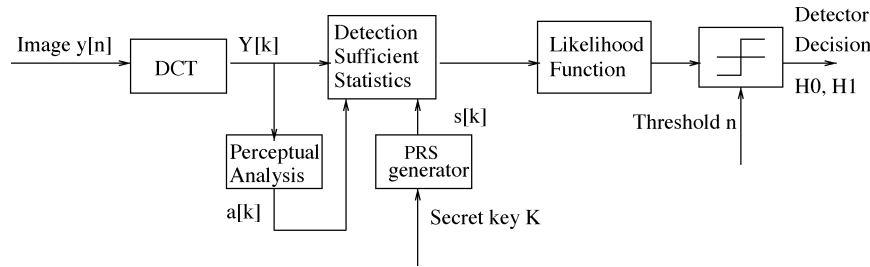 Image y[n]
DCT
Y[k]
Detection
Sufficient
Statistics
Likelihood
Function
Detector
Decision
H0, H1
Threshold n
Perceptual
Analysis
a[k]
s[k]
PRS
generator
Secret key K